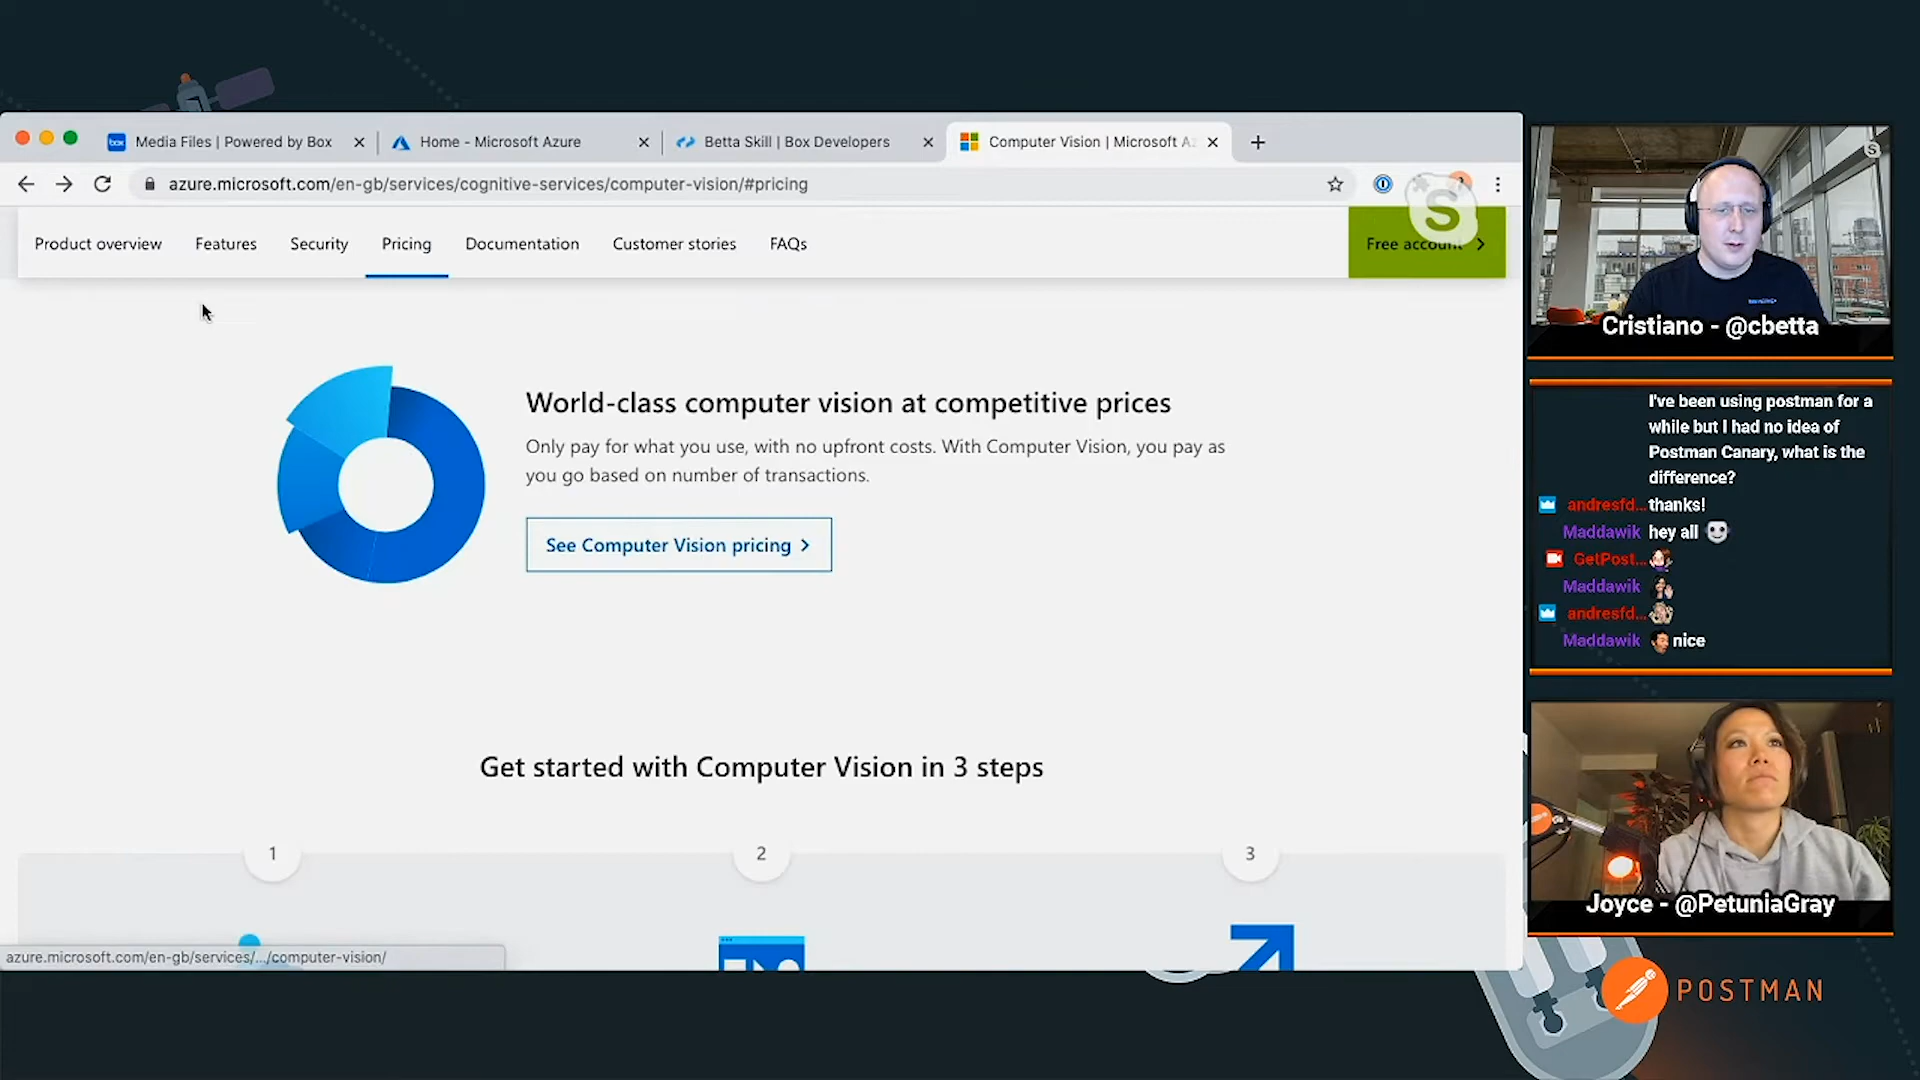 Media Files | Powered by Box
Home - Microsoft Azure
Betta Skill | Box Developers
Computer Vision | Microsoft Az
azure.microsoft.com/en-gb/services/cognitive-services/computer-vision/#pricing
Product overview
Features
Security
Pricing
Documentation
Customer stories
FAQs
Free account
World-class computer vision at competitive prices
Only pay for what you use, with no upfront costs. With Computer Vision, you pay as
you go based on number of transactions.
See Computer Vision pricing
Get started with Computer Vision in 3 steps
1
2
3
azure.microsoft.com/en-gb/services/.../computer-vision/
Cristiano - @cbetta
I've been using postman for a
while but I had no idea of
Postman Canary, what is the
difference?
andresfd... thanks!
Maddawik hey all
GetPost...
Maddawik
andresfd...
Maddawik nice
Joyce - @PetuniaGray
POSTMAN